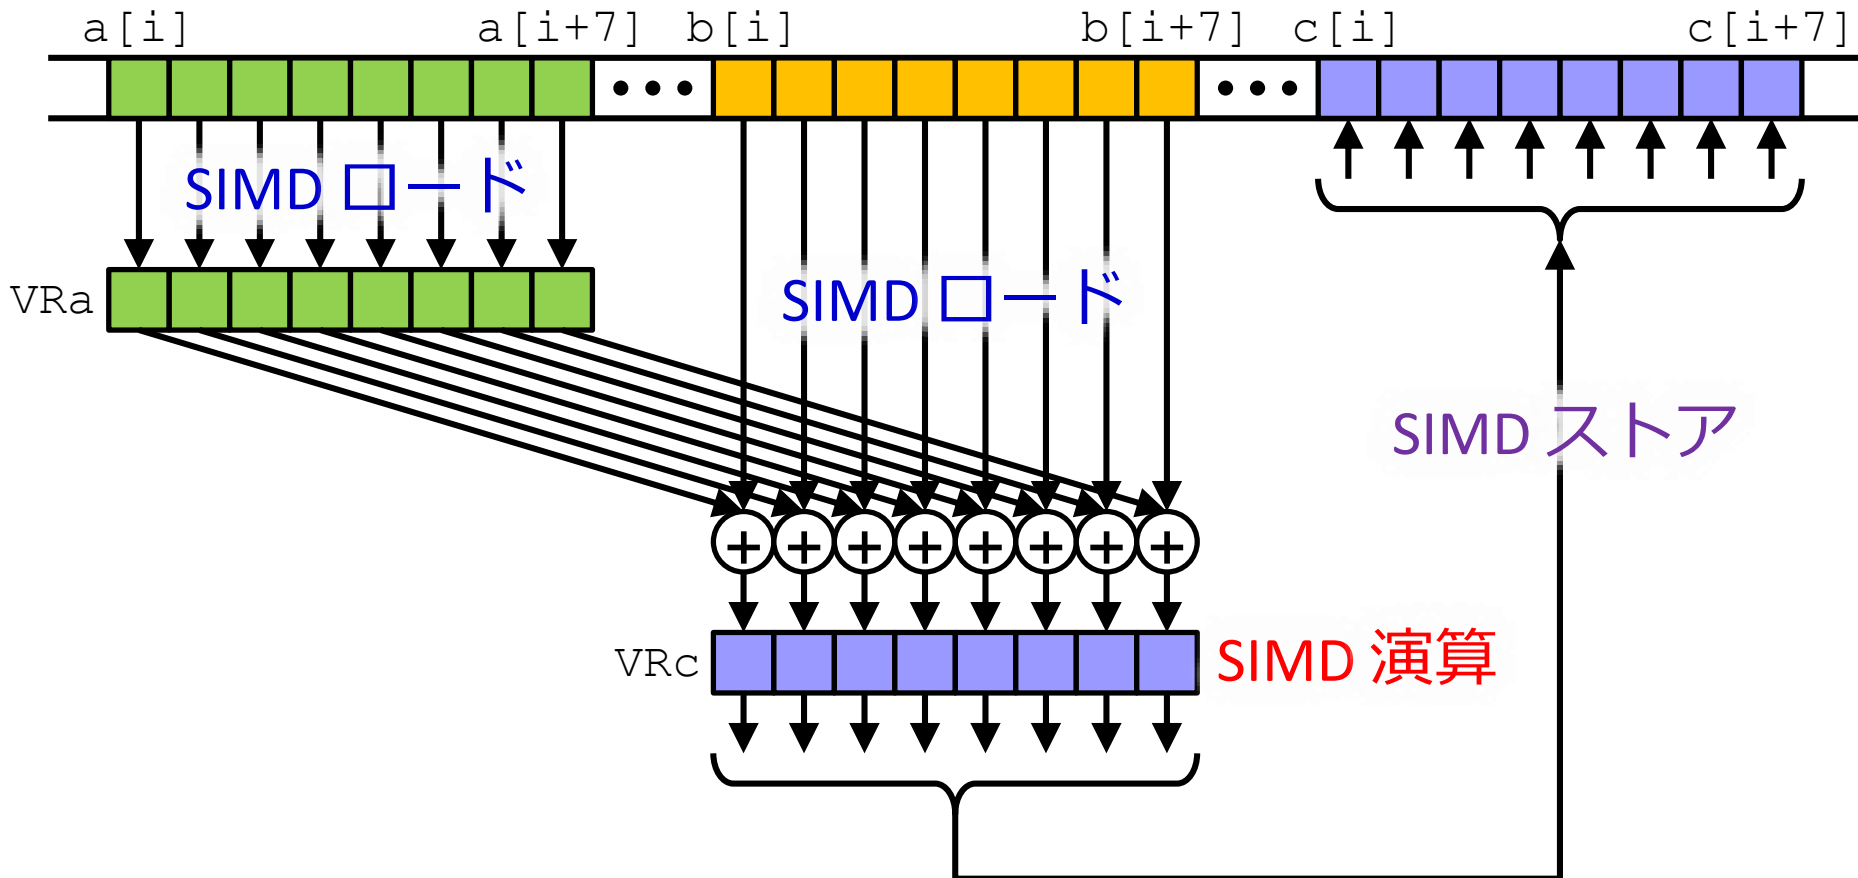 a[i] a[i+7] b[i] b[i+7] c[i] c[i+7]
SIMD ロード
VRa
SIMD ロード
SIMD ストア
+ + + + + + + +
VRc
SIMD 演算